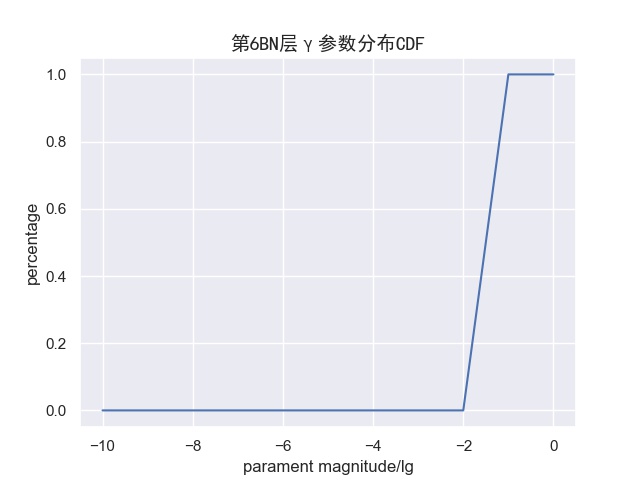 第6BN层γ参数分布CDF
1.0
0.8
0.6
0.4
0.2
0.0
percentage
−10 −8 −6 −4 −2 0
parament magnitude/lg